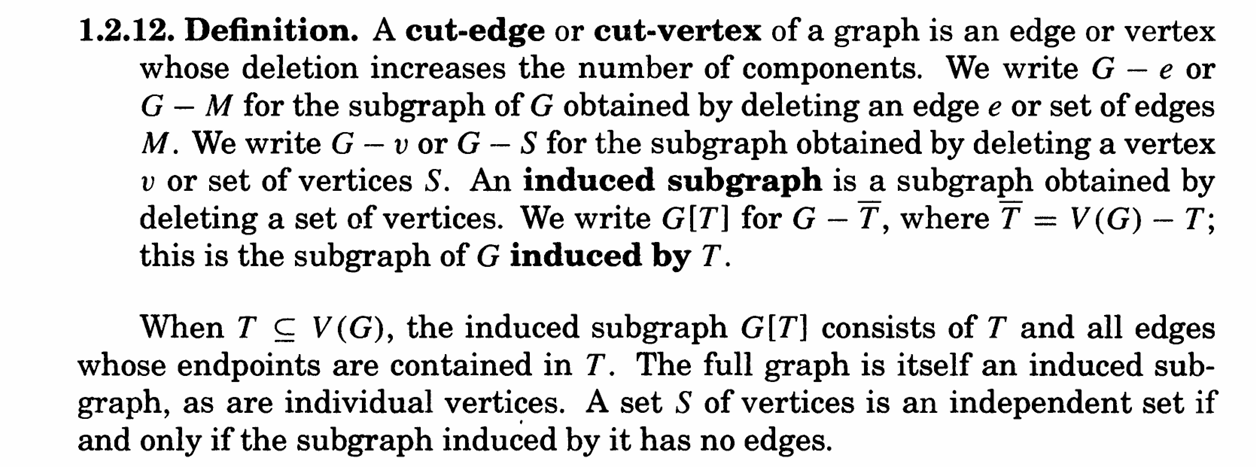 1.2.12. Definition. A cut-edge or cut-vertex of a graph is an edge or vertex
whose deletion increases the number of components. We write G − e or
G − M for the subgraph of G obtained by deleting an edge e or set of edges
M. We write G − v or G − S for the subgraph obtained by deleting a vertex
v or set of vertices S. An induced subgraph is a subgraph obtained by
deleting a set of vertices. We write G[T] for G − T̅, where T̅ = V(G) − T;
this is the subgraph of G induced by T.
When T ⊆ V(G), the induced subgraph G[T] consists of T and all edges
whose endpoints are contained in T. The full graph is itself an induced sub-
graph, as are individual vertices. A set S of vertices is an independent set if
and only if the subgraph induced by it has no edges.